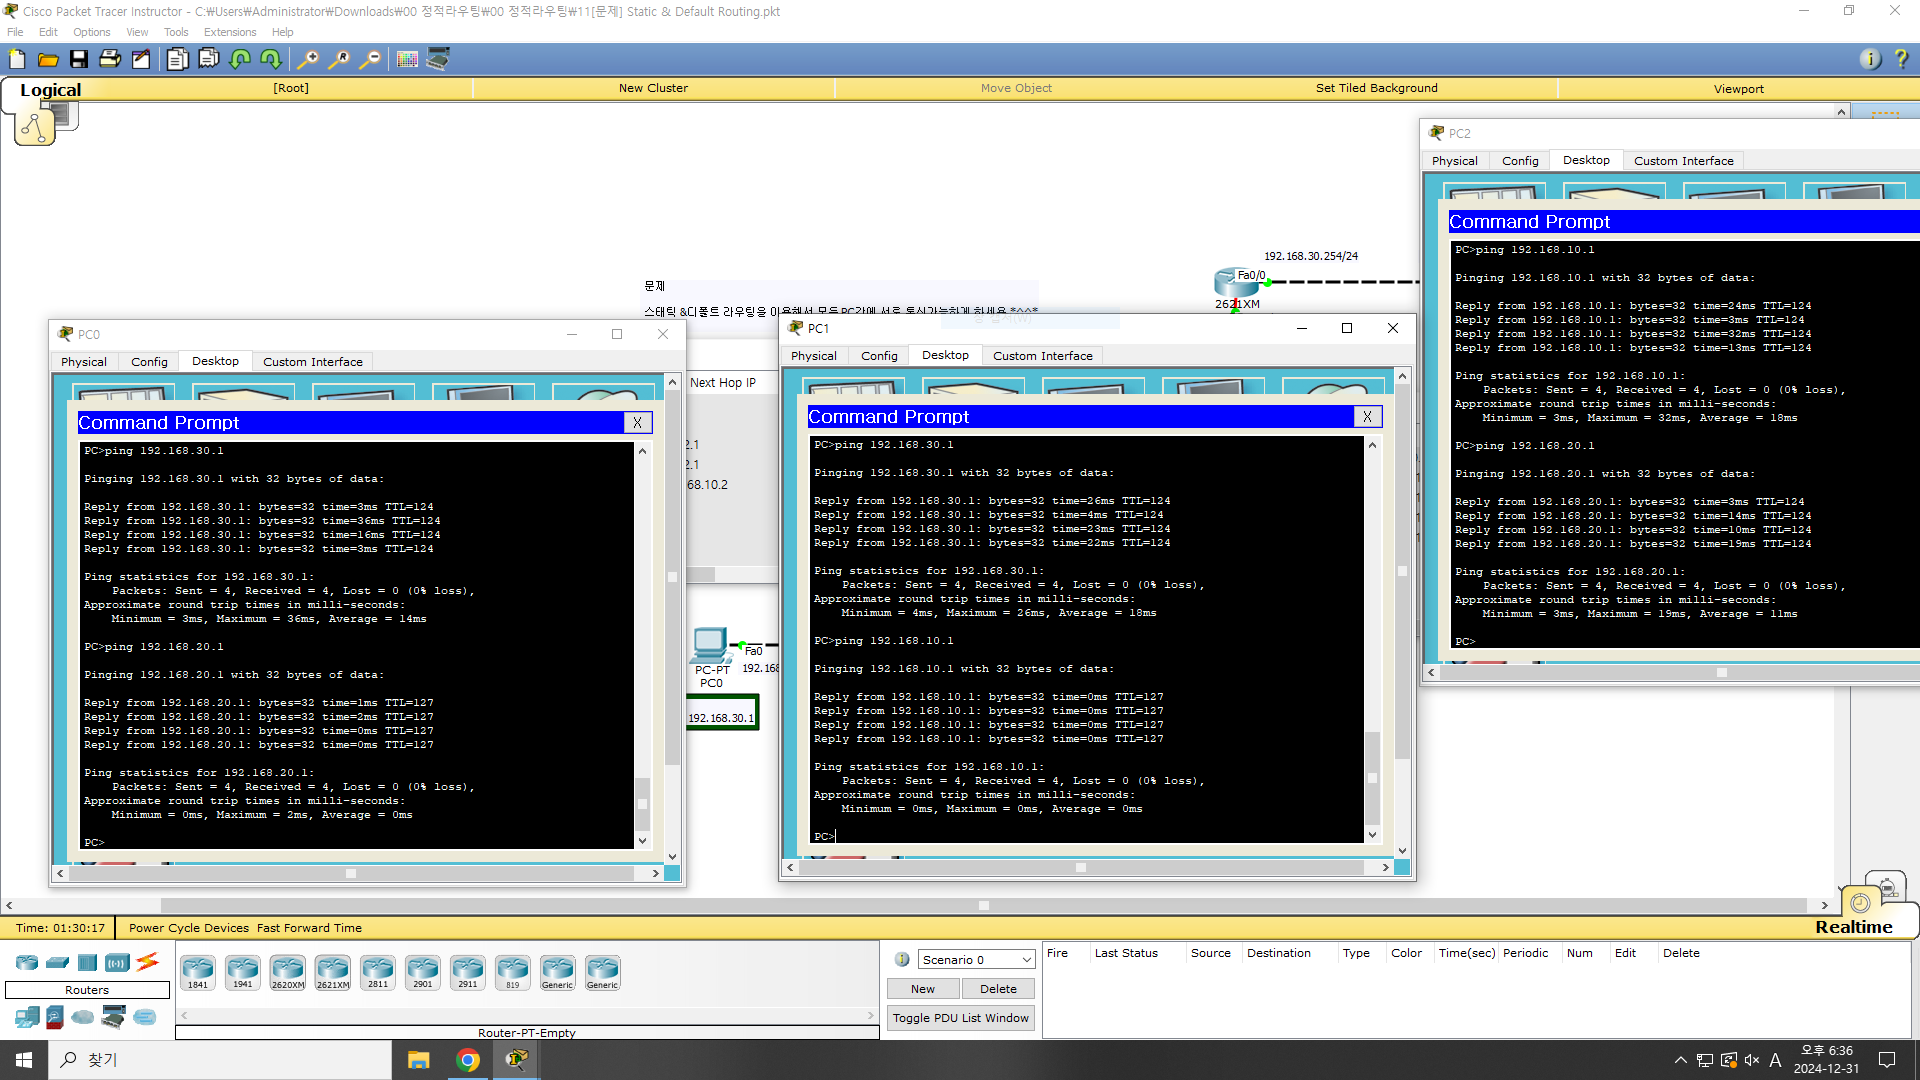 Cisco Packet Tracer Instructor - C:₩Users₩Administrator₩Downloads₩00 정적라우팅₩00 정적라우팅₩11[문제] Static & Default Routing.pkt
File Edit Options View Tools Extensions Help
Logical
[Root]
New Cluster
Move Object
Set Tiled Background
Viewport
문제
스태틱 &디폴트 라우팅을 이용해서 모든PC간에 서로 통신가능하게 하세요 *^^*
192.168.30.254/24
Fa0/0
2621XM
Next Hop IP
2.1
2.1
68.10.2
Fa0
192.168
PC-PT
PC0
192.168.30.1
PC0
Physical Config Desktop Custom Interface
Command Prompt
X
PC>ping 192.168.30.1
Pinging 192.168.30.1 with 32 bytes of data:
Reply from 192.168.30.1: bytes=32 time=3ms TTL=124
Reply from 192.168.30.1: bytes=32 time=36ms TTL=124
Reply from 192.168.30.1: bytes=32 time=16ms TTL=124
Reply from 192.168.30.1: bytes=32 time=3ms TTL=124
Ping statistics for 192.168.30.1:
Packets: Sent = 4, Received = 4, Lost = 0 (0% loss),
Approximate round trip times in milli-seconds:
Minimum = 3ms, Maximum = 36ms, Average = 14ms
PC>ping 192.168.20.1
Pinging 192.168.20.1 with 32 bytes of data:
Reply from 192.168.20.1: bytes=32 time=1ms TTL=127
Reply from 192.168.20.1: bytes=32 time=2ms TTL=127
Reply from 192.168.20.1: bytes=32 time=0ms TTL=127
Reply from 192.168.20.1: bytes=32 time=0ms TTL=127
Ping statistics for 192.168.20.1:
Packets: Sent = 4, Received = 4, Lost = 0 (0% loss),
Approximate round trip times in milli-seconds:
Minimum = 0ms, Maximum = 2ms, Average = 0ms
PC>
PC1
Physical Config Desktop Custom Interface
Command Prompt
X
PC>ping 192.168.30.1
Pinging 192.168.30.1 with 32 bytes of data:
Reply from 192.168.30.1: bytes=32 time=26ms TTL=124
Reply from 192.168.30.1: bytes=32 time=4ms TTL=124
Reply from 192.168.30.1: bytes=32 time=23ms TTL=124
Reply from 192.168.30.1: bytes=32 time=22ms TTL=124
Ping statistics for 192.168.30.1:
Packets: Sent = 4, Received = 4, Lost = 0 (0% loss),
Approximate round trip times in milli-seconds:
Minimum = 4ms, Maximum = 26ms, Average = 18ms
PC>ping 192.168.10.1
Pinging 192.168.10.1 with 32 bytes of data:
Reply from 192.168.10.1: bytes=32 time=0ms TTL=127
Reply from 192.168.10.1: bytes=32 time=0ms TTL=127
Reply from 192.168.10.1: bytes=32 time=0ms TTL=127
Reply from 192.168.10.1: bytes=32 time=0ms TTL=127
Ping statistics for 192.168.10.1:
Packets: Sent = 4, Received = 4, Lost = 0 (0% loss),
Approximate round trip times in milli-seconds:
Minimum = 0ms, Maximum = 0ms, Average = 0ms
PC>
PC2
Physical Config Desktop Custom Interface
Command Prompt
PC>ping 192.168.10.1
Pinging 192.168.10.1 with 32 bytes of data:
Reply from 192.168.10.1: bytes=32 time=24ms TTL=124
Reply from 192.168.10.1: bytes=32 time=3ms TTL=124
Reply from 192.168.10.1: bytes=32 time=32ms TTL=124
Reply from 192.168.10.1: bytes=32 time=13ms TTL=124
Ping statistics for 192.168.10.1:
Packets: Sent = 4, Received = 4, Lost = 0 (0% loss),
Approximate round trip times in milli-seconds:
Minimum = 3ms, Maximum = 32ms, Average = 18ms
PC>ping 192.168.20.1
Pinging 192.168.20.1 with 32 bytes of data:
Reply from 192.168.20.1: bytes=32 time=3ms TTL=124
Reply from 192.168.20.1: bytes=32 time=14ms TTL=124
Reply from 192.168.20.1: bytes=32 time=10ms TTL=124
Reply from 192.168.20.1: bytes=32 time=19ms TTL=124
Ping statistics for 192.168.20.1:
Packets: Sent = 4, Received = 4, Lost = 0 (0% loss),
Approximate round trip times in milli-seconds:
Minimum = 3ms, Maximum = 19ms, Average = 11ms
PC>
Time: 01:30:17
Power Cycle Devices Fast Forward Time
Realtime
Routers
1841 1941 2620XM 2621XM 2811 2901 2911 819 Generic Generic
Router-PT-Empty
Scenario 0
New Delete
Toggle PDU List Window
Fire Last Status Source Destination Type Color Time(sec) Periodic Num Edit Delete
찾기
A
오후 6:36
2024-12-31